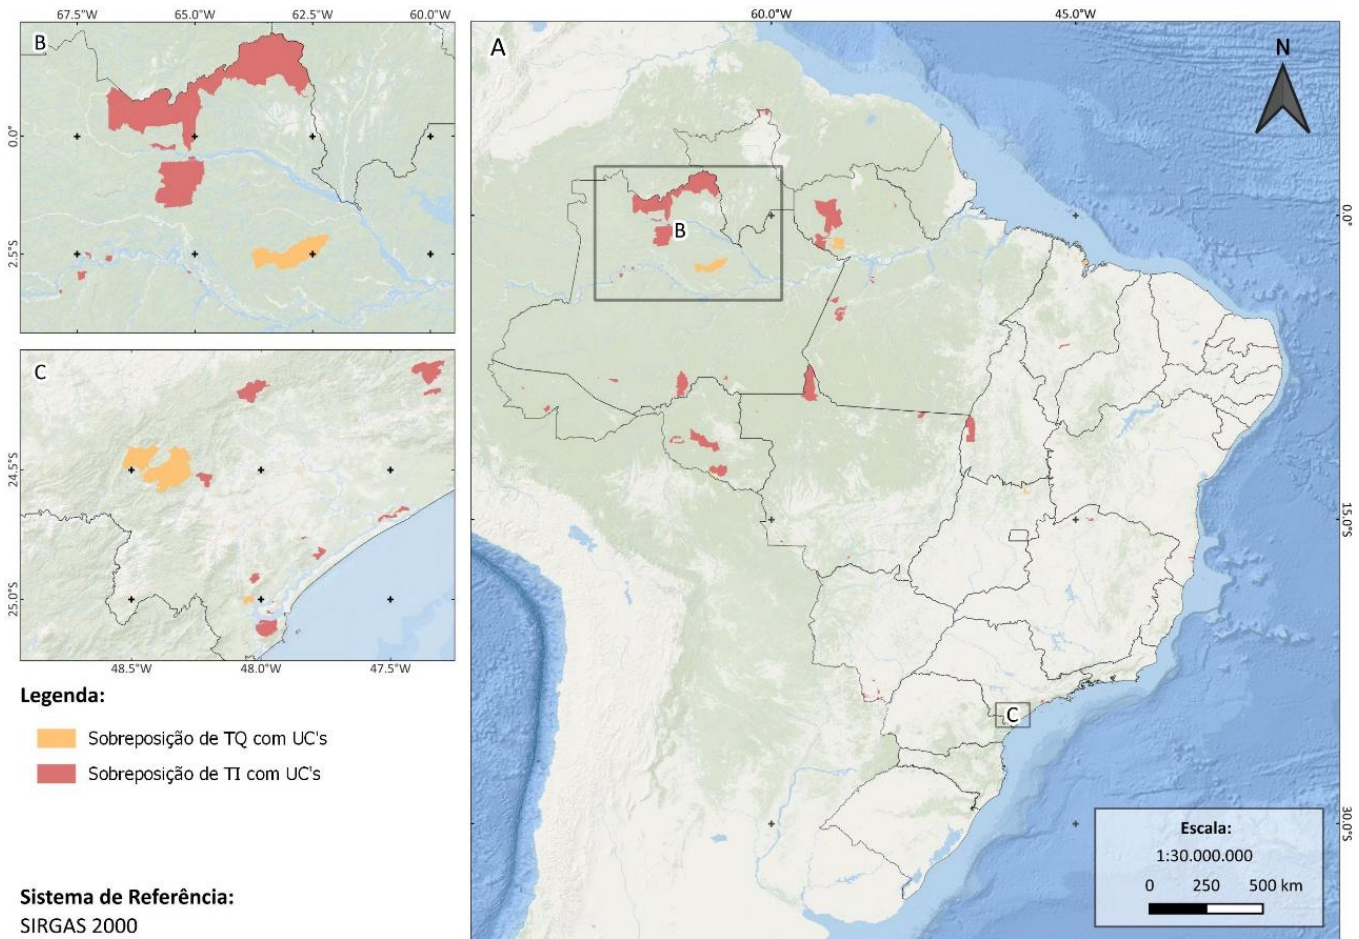 67.5°W 65.0°W 62.5°W 60.0°W
B
0.0°
2.5°S
C
24.5°S
25.0°S
48.5°W 48.0°W 47.5°W
Legenda:
Sobreposição de TQ com UC's
Sobreposição de TI com UC's
Sistema de Referência:
SIRGAS 2000
60.0°W 45.0°W
A
N
B
0.0°
15.0°S
C
30.0°S
Escala:
1:30.000.000
0 250 500 km